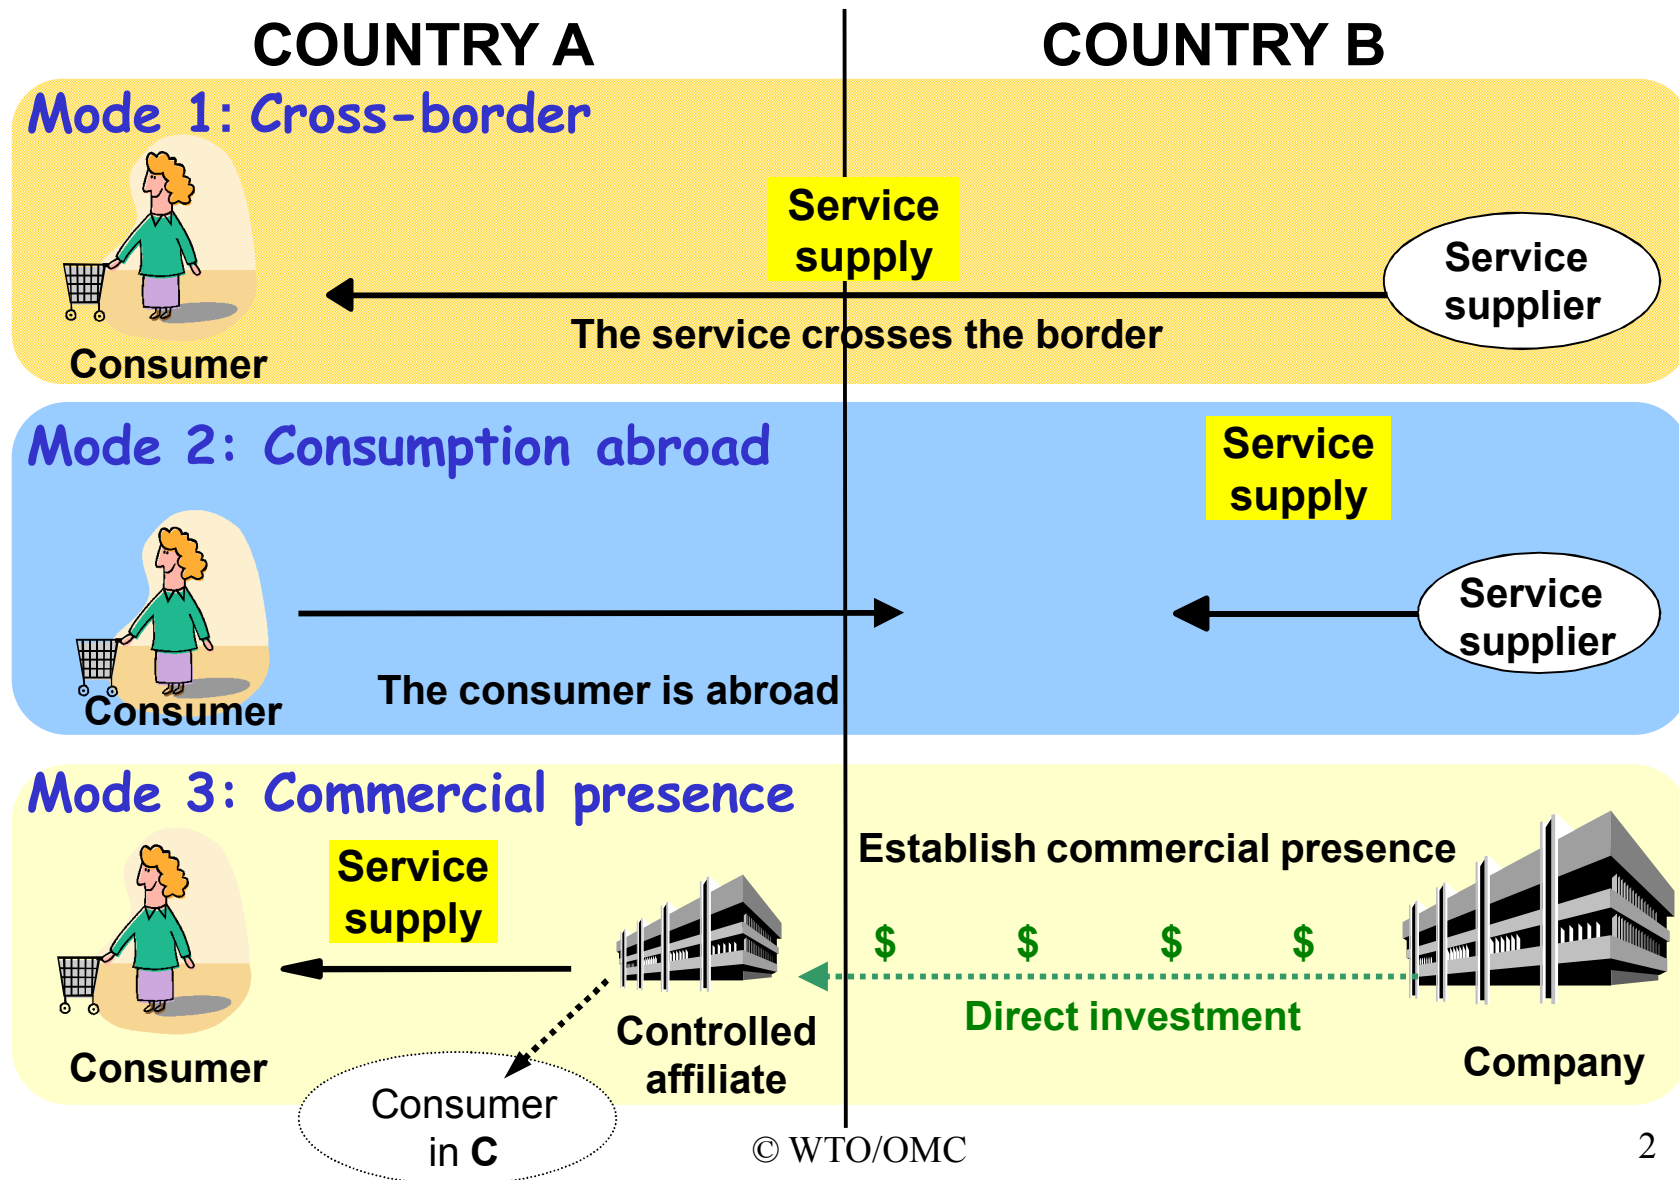 COUNTRY A
COUNTRY B
Mode 1: Cross-border
Service
supply
Service
supplier
The service crosses the border
Consumer
Mode 2: Consumption abroad
Service
supply
Service
supplier
The consumer is abroad
Consumer
Mode 3: Commercial presence
Establish commercial presence
Service
supply
$ $ $ $
Direct investment
Controlled
affiliate
Company
Consumer
Consumer
in C
© WTO/OMC
2